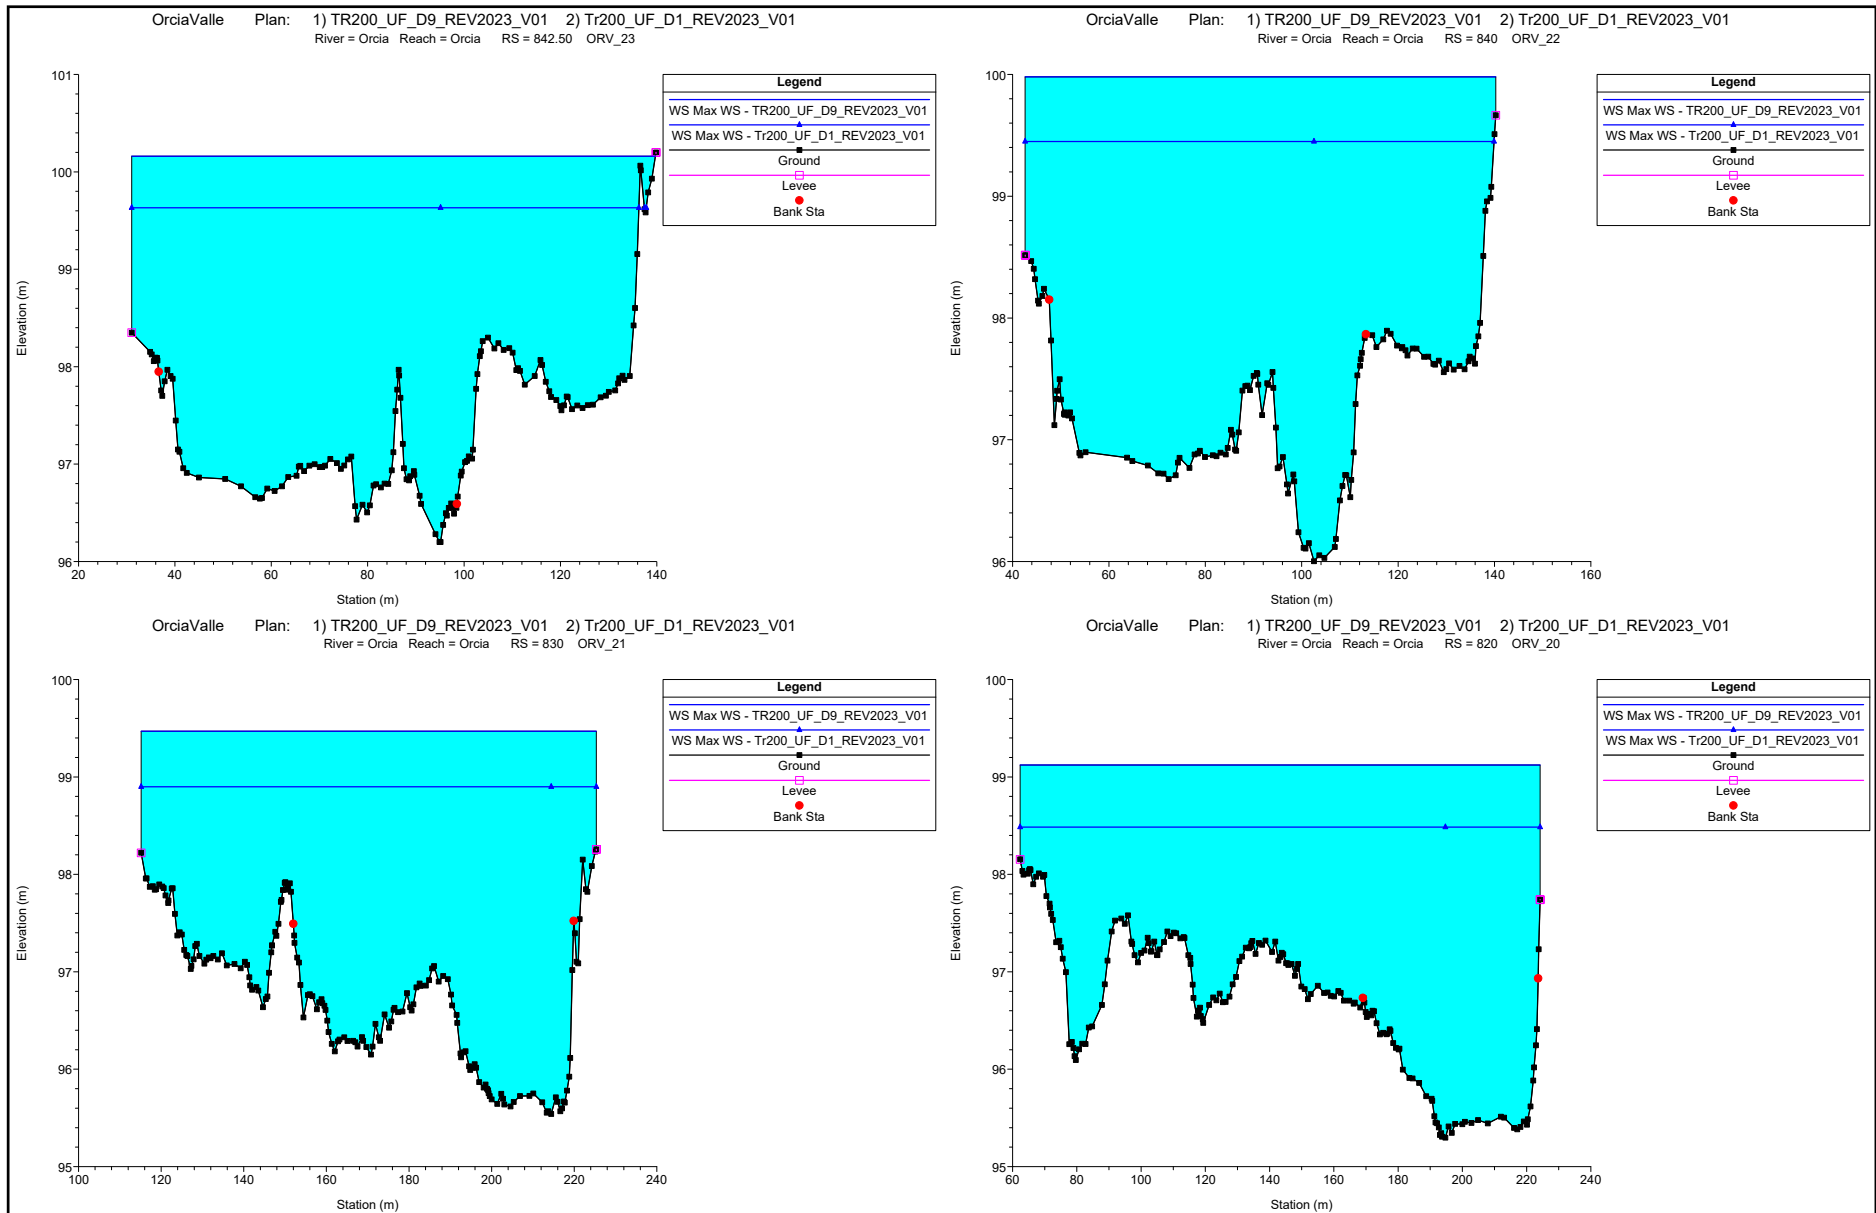 OrciaValle Plan: 1) TR200_UF_D9_REV2023_V01 2) Tr200_UF_D1_REV2023_V01
River = Orcia Reach = Orcia RS = 842.50 ORV_23
101
100
99
98
97
96
20 40 60 80 100 120 140
Elevation (m)
Station (m)
Legend
WS Max WS - TR200_UF_D9_REV2023_V01
WS Max WS - Tr200_UF_D1_REV2023_V01
Ground
Levee
Bank Sta
OrciaValle Plan: 1) TR200_UF_D9_REV2023_V01 2) Tr200_UF_D1_REV2023_V01
River = Orcia Reach = Orcia RS = 840 ORV_22
100
99
98
97
96
40 60 80 100 120 140 160
Elevation (m)
Station (m)
Legend
WS Max WS - TR200_UF_D9_REV2023_V01
WS Max WS - Tr200_UF_D1_REV2023_V01
Ground
Levee
Bank Sta
OrciaValle Plan: 1) TR200_UF_D9_REV2023_V01 2) Tr200_UF_D1_REV2023_V01
River = Orcia Reach = Orcia RS = 830 ORV_21
100
99
98
97
96
95
100 120 140 160 180 200 220 240
Elevation (m)
Station (m)
Legend
WS Max WS - TR200_UF_D9_REV2023_V01
WS Max WS - Tr200_UF_D1_REV2023_V01
Ground
Levee
Bank Sta
OrciaValle Plan: 1) TR200_UF_D9_REV2023_V01 2) Tr200_UF_D1_REV2023_V01
River = Orcia Reach = Orcia RS = 820 ORV_20
100
99
98
97
96
95
60 80 100 120 140 160 180 200 220 240
Elevation (m)
Station (m)
Legend
WS Max WS - TR200_UF_D9_REV2023_V01
WS Max WS - Tr200_UF_D1_REV2023_V01
Ground
Levee
Bank Sta